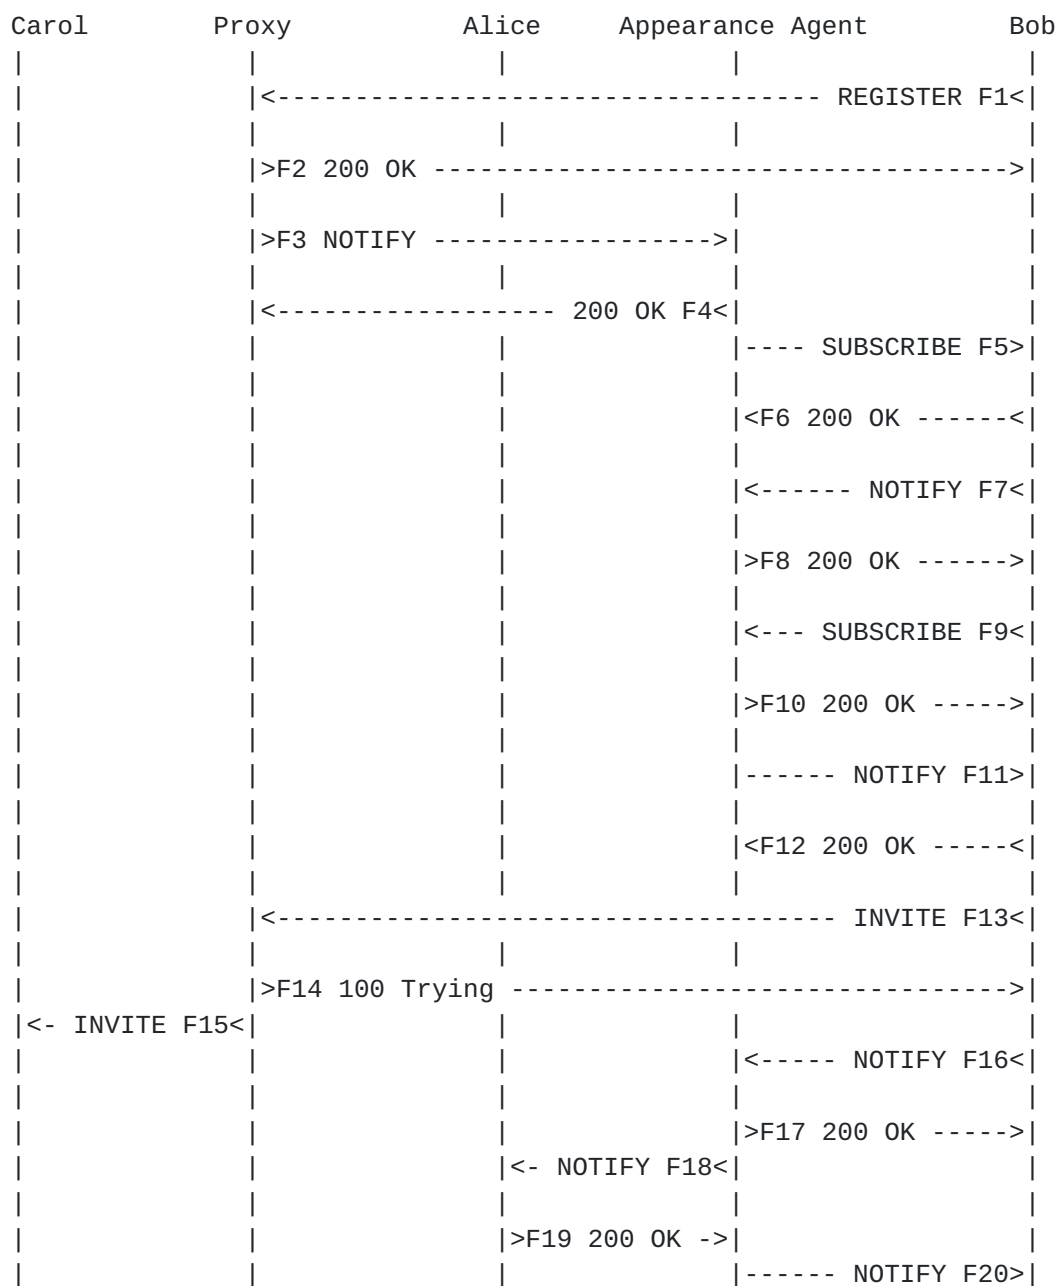 Carol        Proxy           Alice     Appearance Agent         Bob
|               |               |              |                  |
|               |<----------------------------------- REGISTER F1<|
|               |               |              |                  |
|               |>F2 200 OK ------------------------------------->|
|               |               |              |                  |
|               |>F3 NOTIFY ------------------>|                  |
|               |               |              |                  |
|               |<------------------ 200 OK F4<|                  |
|               |               |              |---- SUBSCRIBE F5>|
|               |               |              |                  |
|               |               |              |<F6 200 OK ------<|
|               |               |              |                  |
|               |               |              |<------ NOTIFY F7<|
|               |               |              |                  |
|               |               |              |>F8 200 OK ------>|
|               |               |              |                  |
|               |               |              |<--- SUBSCRIBE F9<|
|               |               |              |                  |
|               |               |              |>F10 200 OK ----->|
|               |               |              |                  |
|               |               |              |------ NOTIFY F11>|
|               |               |              |                  |
|               |               |              |<F12 200 OK -----<|
|               |               |              |                  |
|               |<------------------------------------ INVITE F13<|
|               |               |              |                  |
|               |>F14 100 Trying -------------------------------->|
|<- INVITE F15<|               |              |                  |
|               |               |              |<----- NOTIFY F16<|
|               |               |              |                  |
|               |               |              |>F17 200 OK ----->|
|               |               |<- NOTIFY F18<|                  |
|               |               |              |                  |
|               |               |>F19 200 OK ->|                  |
|               |               |              |------ NOTIFY F20>|